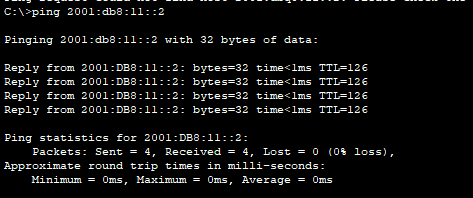 C:\>ping 2001:db8:11::2
Pinging 2001:db8:11::2 with 32 bytes of data:
Reply from 2001:DB8:11::2: bytes=32 time<1ms TTL=126
Reply from 2001:DB8:11::2: bytes=32 time<1ms TTL=126
Reply from 2001:DB8:11::2: bytes=32 time<1ms TTL=126
Reply from 2001:DB8:11::2: bytes=32 time<1ms TTL=126
Ping statistics for 2001:DB8:11::2:
Packets: Sent = 4, Received = 4, Lost = 0 (0% loss),
Approximate round trip times in milli-seconds:
Minimum = 0ms, Maximum = 0ms, Average = 0ms